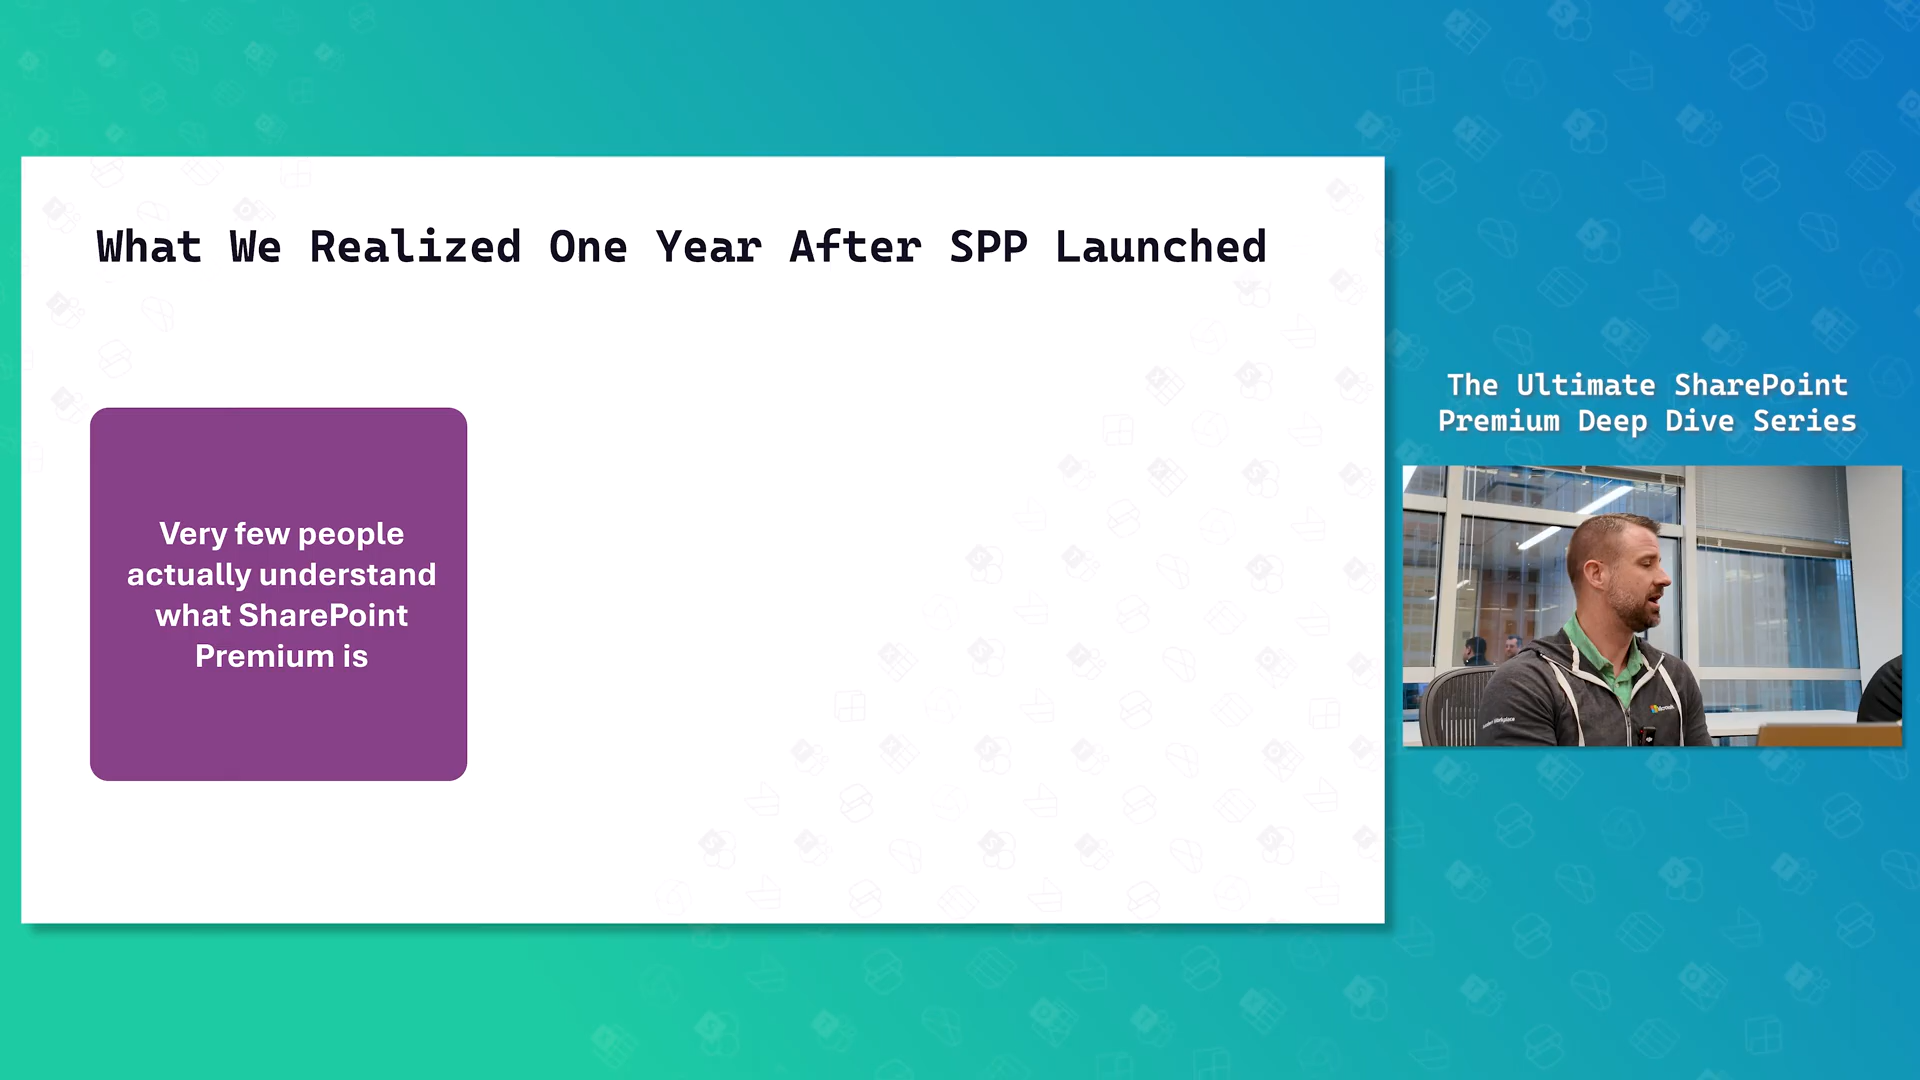 What We Realized One Year After SPP Launched
Very few people
actually understand
what SharePoint
Premium is
The Ultimate SharePoint
Premium Deep Dive Series
Microsoft